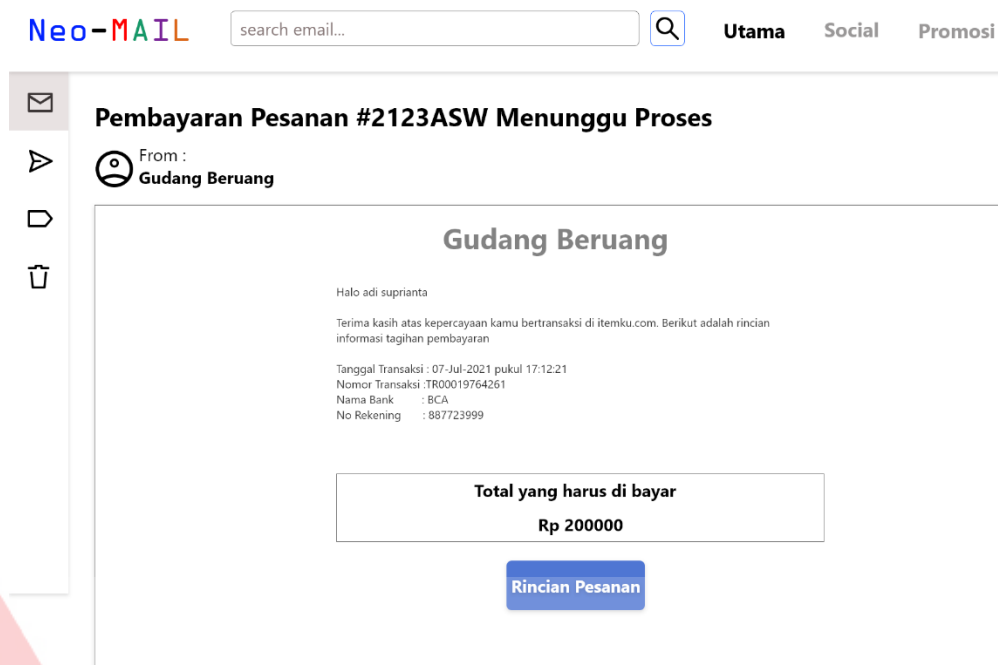 Neo-MAIL
search email...
Utama
Social
Promosi
Pembayaran Pesanan #2123ASW Menunggu Proses
From :
Gudang Beruang
Gudang Beruang
Halo adi suprianta
Terima kasih atas kepercayaan kamu bertransaksi di itemku.com. Berikut adalah rincian
informasi tagihan pembayaran
Tanggal Transaksi : 07-Jul-2021 pukul 17:12:21
Nomor Transaksi :TR00019764261
Nama Bank : BCA
No Rekening : 887723999
Total yang harus di bayar
Rp 200000
Rincian Pesanan